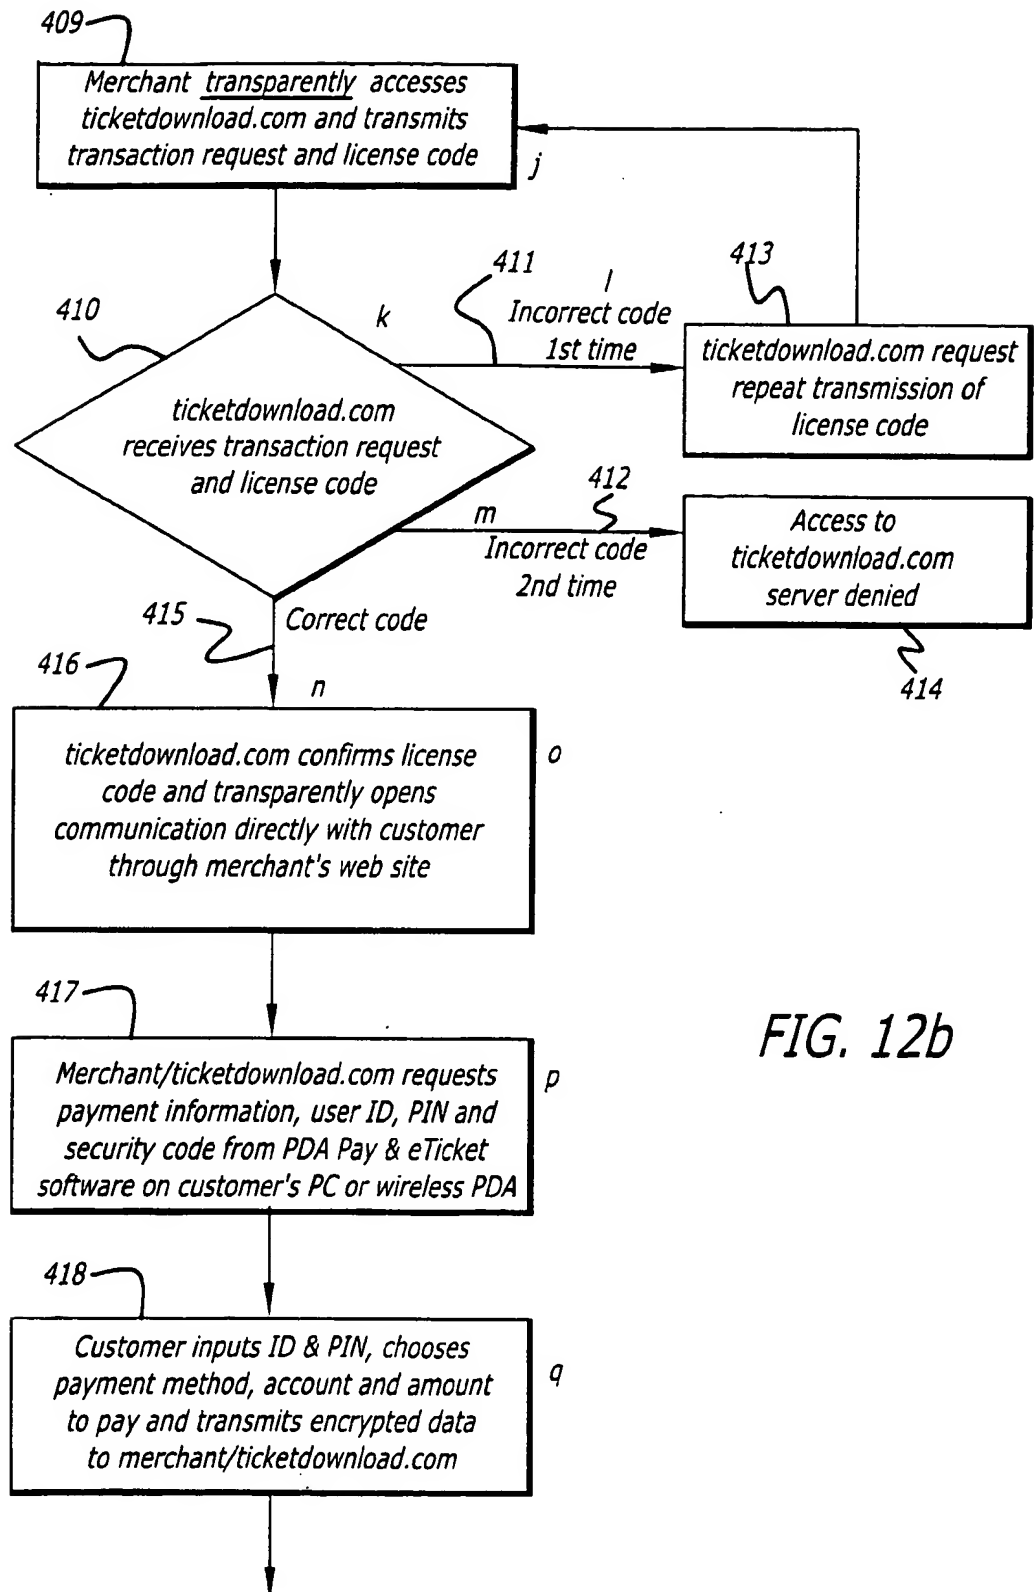 409
Merchant transparently accesses
ticketdownload.com and transmits
transaction request and license code
j
410
k
411
l
Incorrect code
1st time
413
ticketdownload.com request
repeat transmission of
license code
ticketdownload.com
receives transaction request
and license code
412
m
Incorrect code
2nd time
Access to
ticketdownload.com
server denied
414
415
Correct code
n
416
ticketdownload.com confirms license
code and transparently opens
communication directly with customer
through merchant's web site
o
417
Merchant/ticketdownload.com requests
payment information, user ID, PIN and
security code from PDA Pay & eTicket
software on customer's PC or wireless PDA
p
FIG. 12b
418
Customer inputs ID & PIN, chooses
payment method, account and amount
to pay and transmits encrypted data
to merchant/ticketdownload.com
q